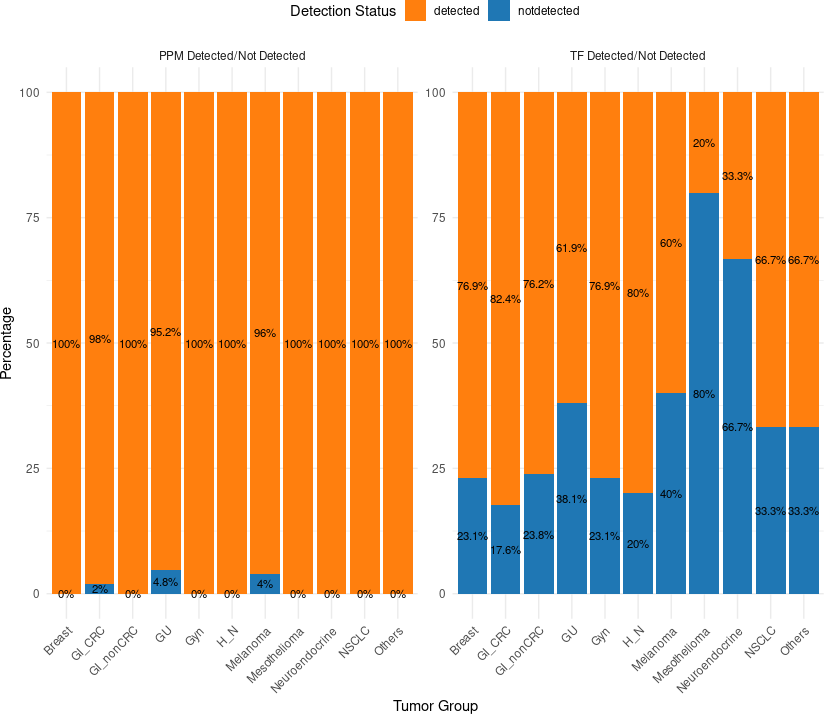 Detection Status detected notdetected
PPM Detected/Not Detected TF Detected/Not Detected
Percentage
100
75
50
25
0
100% 98% 100% 95.2% 100% 100% 96% 100% 100% 100% 100%
0% 2% 0% 4.8% 0% 0% 4% 0% 0% 0% 0%
Breast GI_CRC GI_nonCRC GU Gyn H_N Melanoma Mesothelioma Neuroendocrine NSCLC Others
100
75
50
25
0
76.9% 82.4% 76.2% 61.9% 76.9% 80% 60% 20% 33.3% 66.7% 66.7%
23.1% 17.6% 23.8% 38.1% 23.1% 20% 40% 80% 66.7% 33.3% 33.3%
Breast GI_CRC GI_nonCRC GU Gyn H_N Melanoma Mesothelioma Neuroendocrine NSCLC Others
Tumor Group